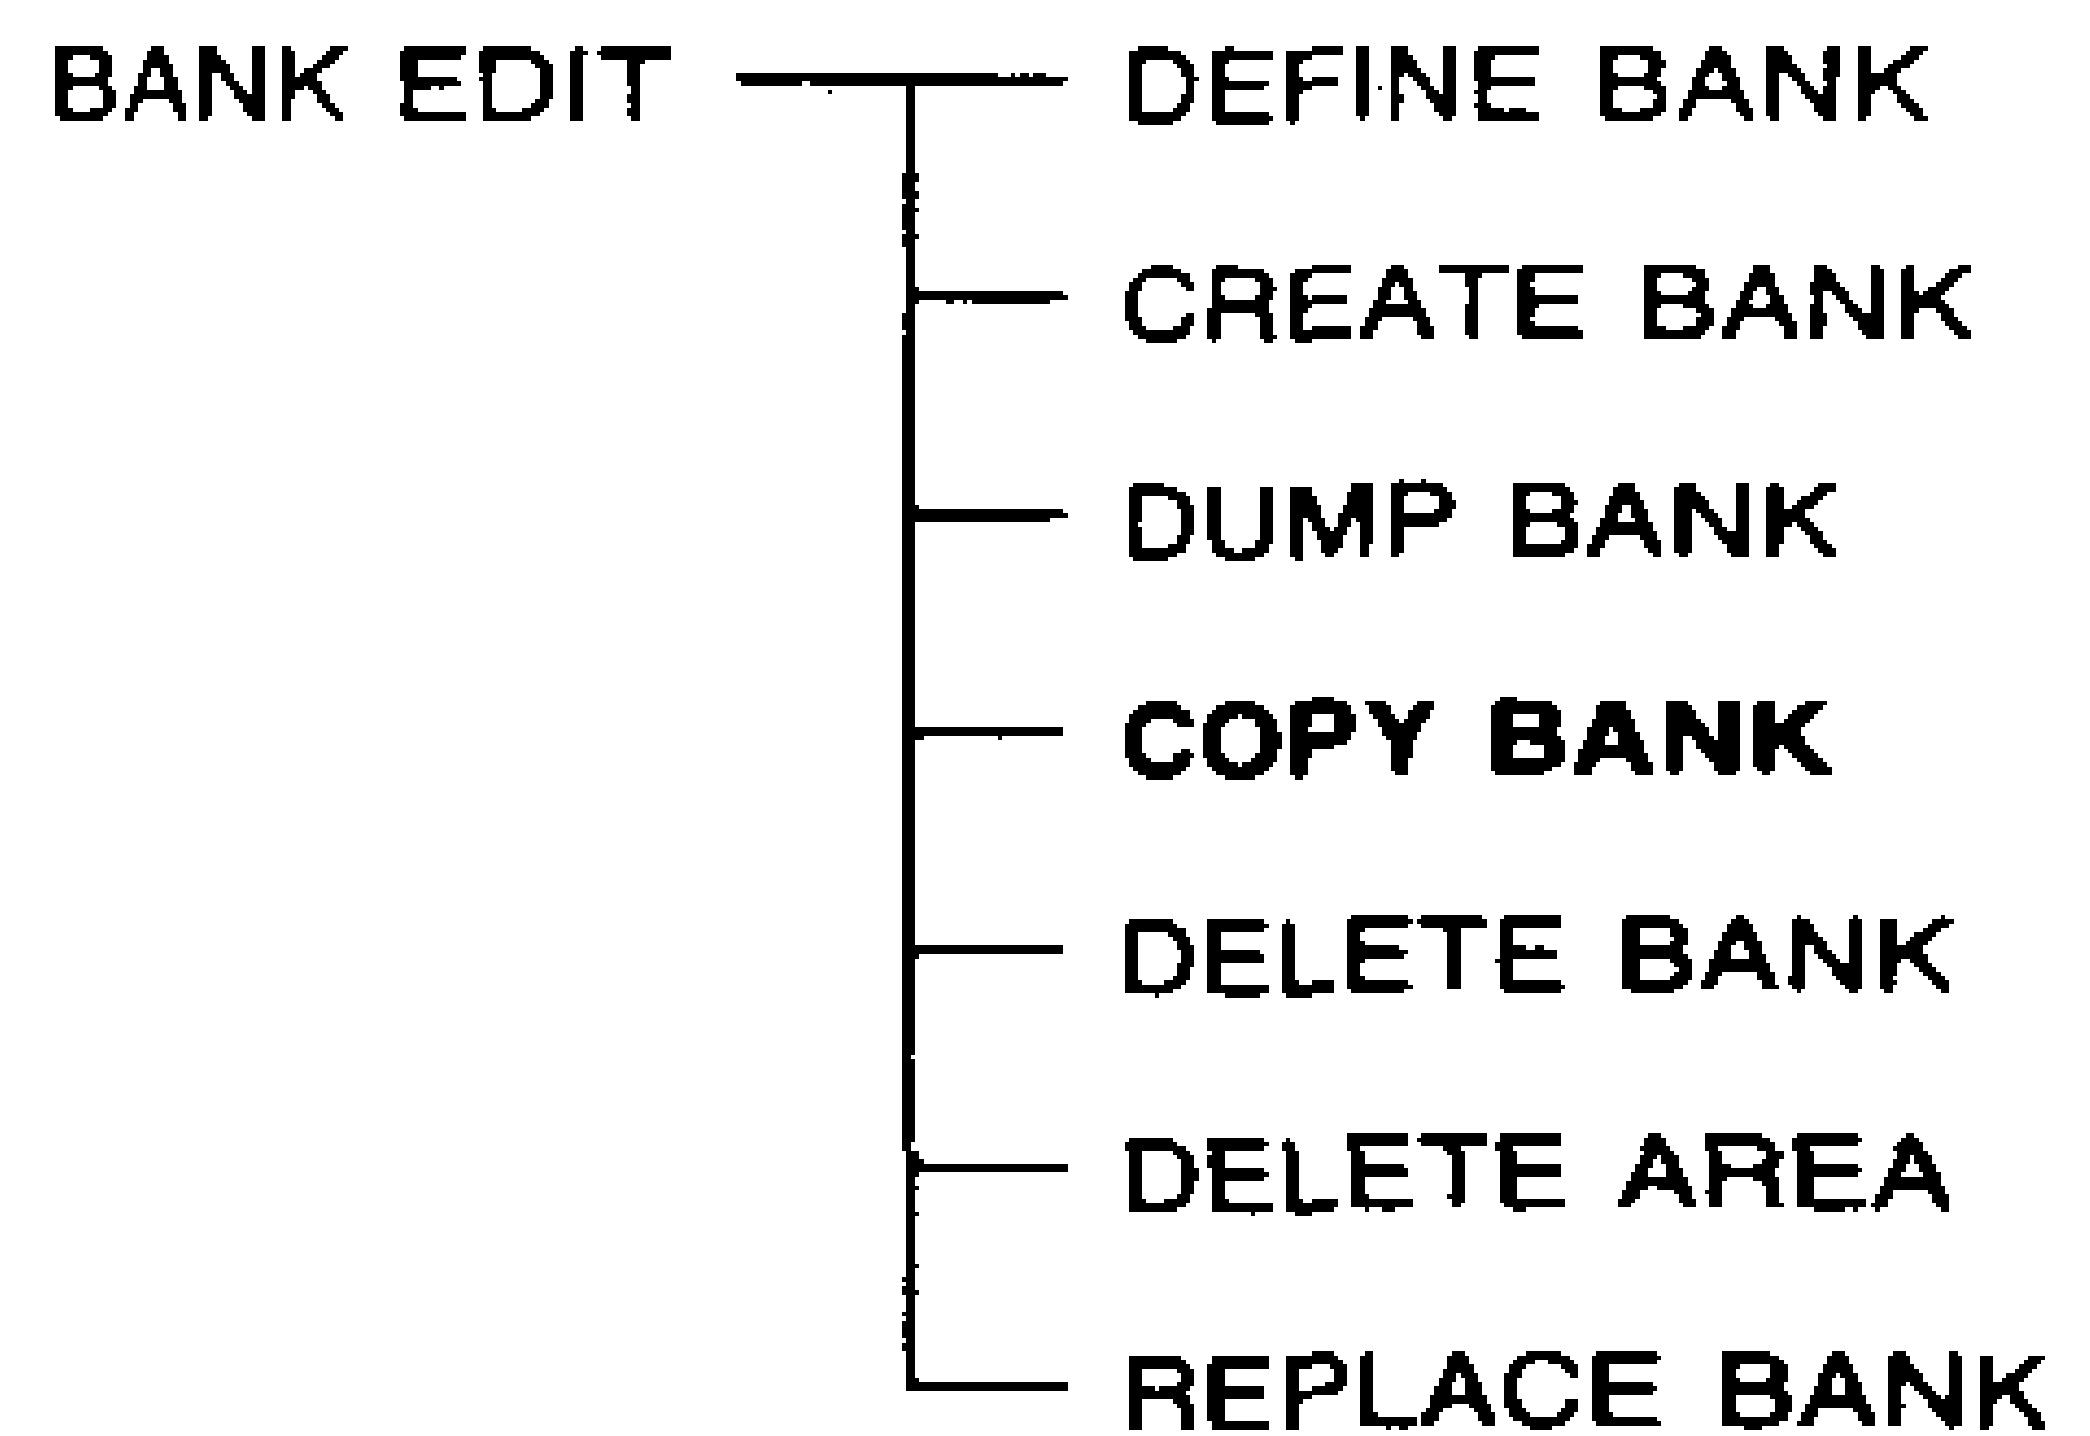 BANK EDIT DEFINE BANK
CREATE BANK
DUMP BANK
COPY BANK
DELETE BANK
DELETE AREA
REPLACE BANK